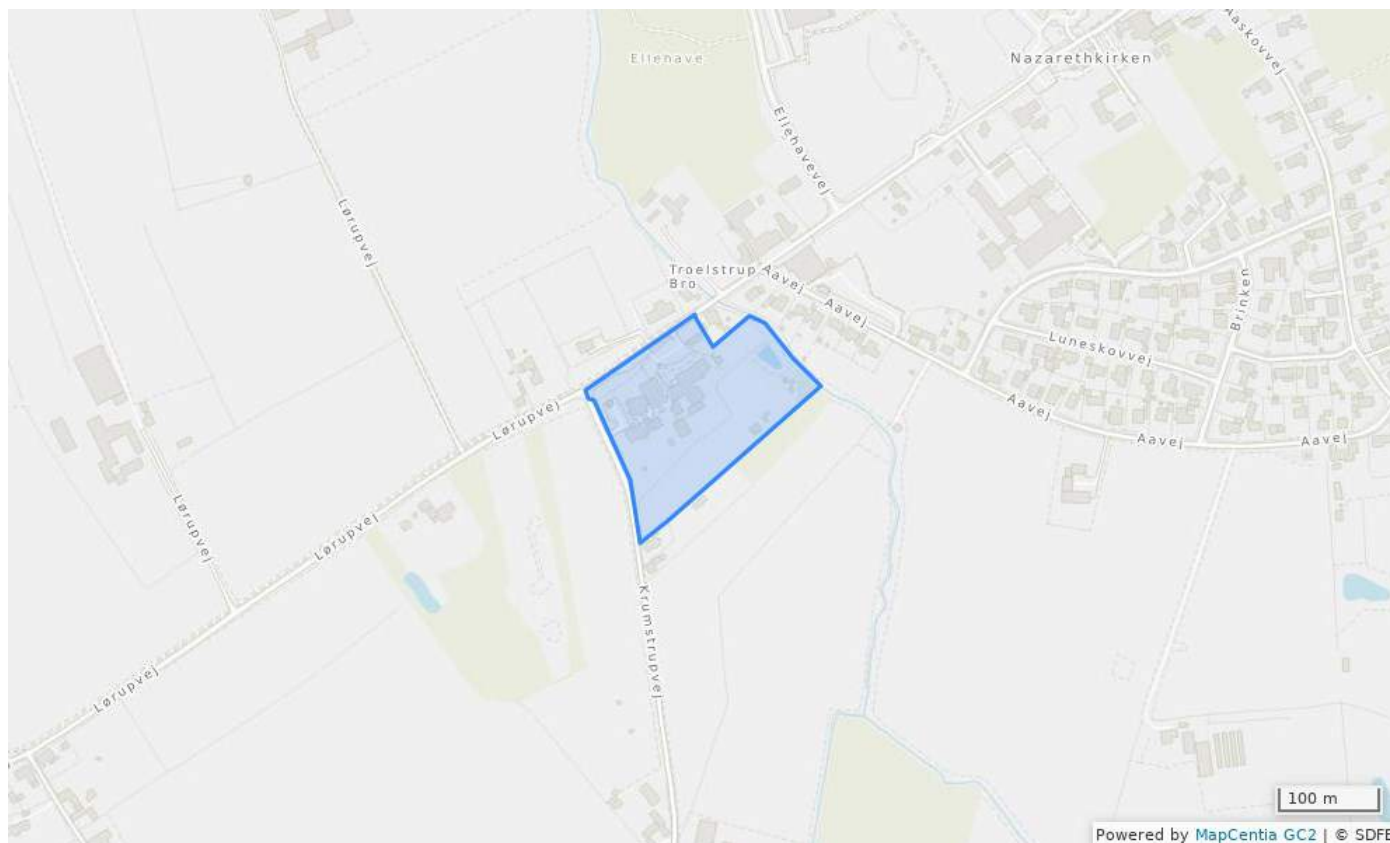 Aaskovvej
Ellehave
Nazarethkirken
Ellehavevej
Lørupvej
Troelstrup
Bro
Aavej
Aavej
Brinken
Luneskovvej
Lørupvej
Aavej
Aavej
Aavej
Lørupvej
Lørupvej
Krumstrupvej
Lørupvej
100 m
Powered by MapCentia GC2 | © SDFE